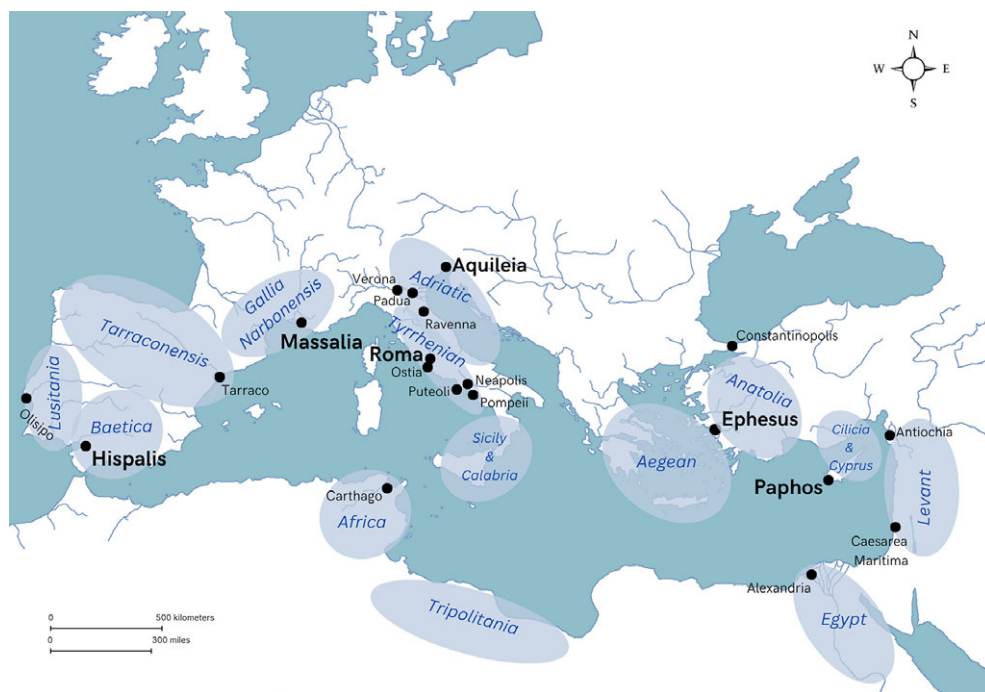 N
W E
S
Aquileia
Verona
Adriatic
Padua
Gallia
Narbonensis
Ravenna
Tyrrhenian
Massalia
Tarraconensis
Roma
Ostia
Constantinopolis
Tarraco
Neapolis
Puteoli
Pompeii
Anatolia
Lusitania
Olisipo
Baetica
Ephesus
Hispalis
Sicily
&
Calabria
Aegean
Cilicia
&
Cyprus
Antiochia
Paphos
Levant
Carthago
Africa
Caesarea
Maritima
Alexandria
Tripolitania
Egypt
0 500 kilometers
0 300 miles